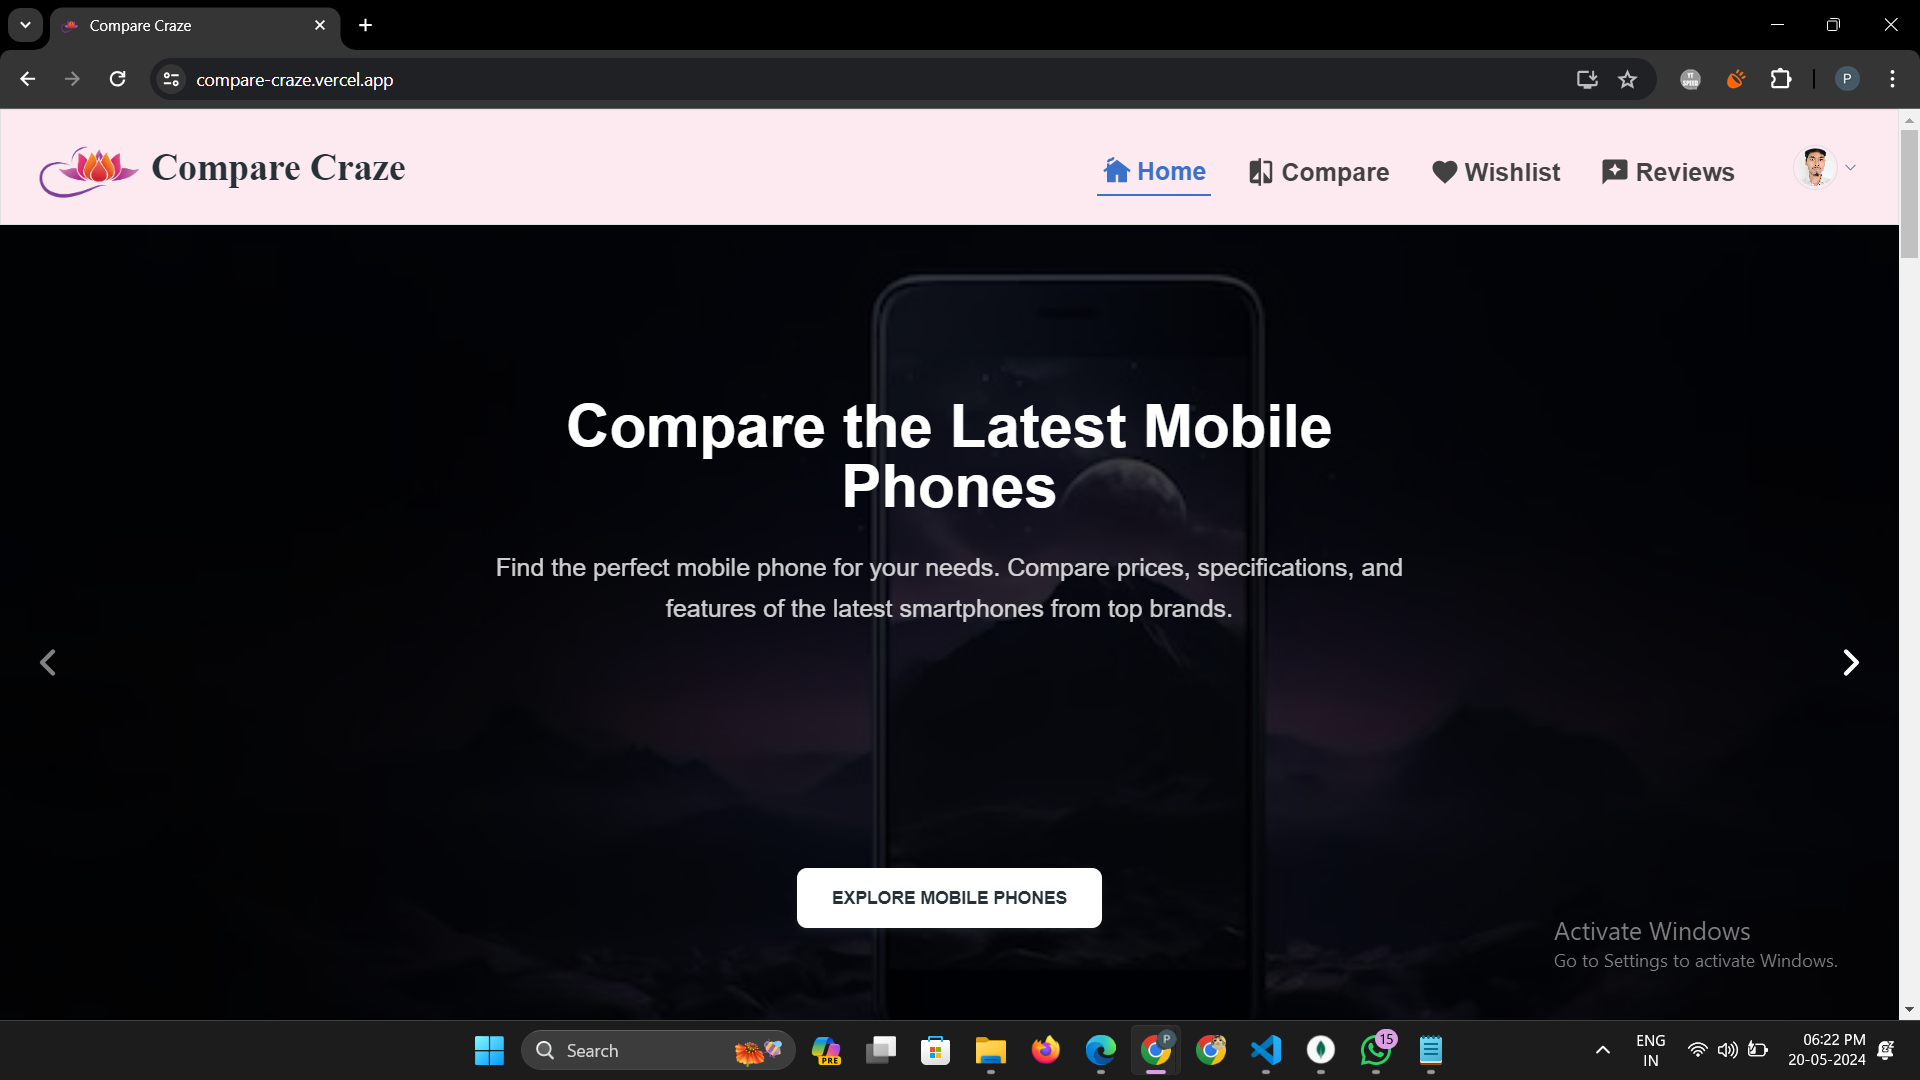 Compare Craze
compare-craze.vercel.app
YT
SPEED
P
Compare Craze
Home
Compare
Wishlist
Reviews
Compare the Latest Mobile
Phones
Find the perfect mobile phone for your needs. Compare prices, specifications, and
features of the latest smartphones from top brands.
EXPLORE MOBILE PHONES
Activate Windows
Go to Settings to activate Windows.
Search
PRE
P
15
ENG
IN
06:22 PM
20-05-2024